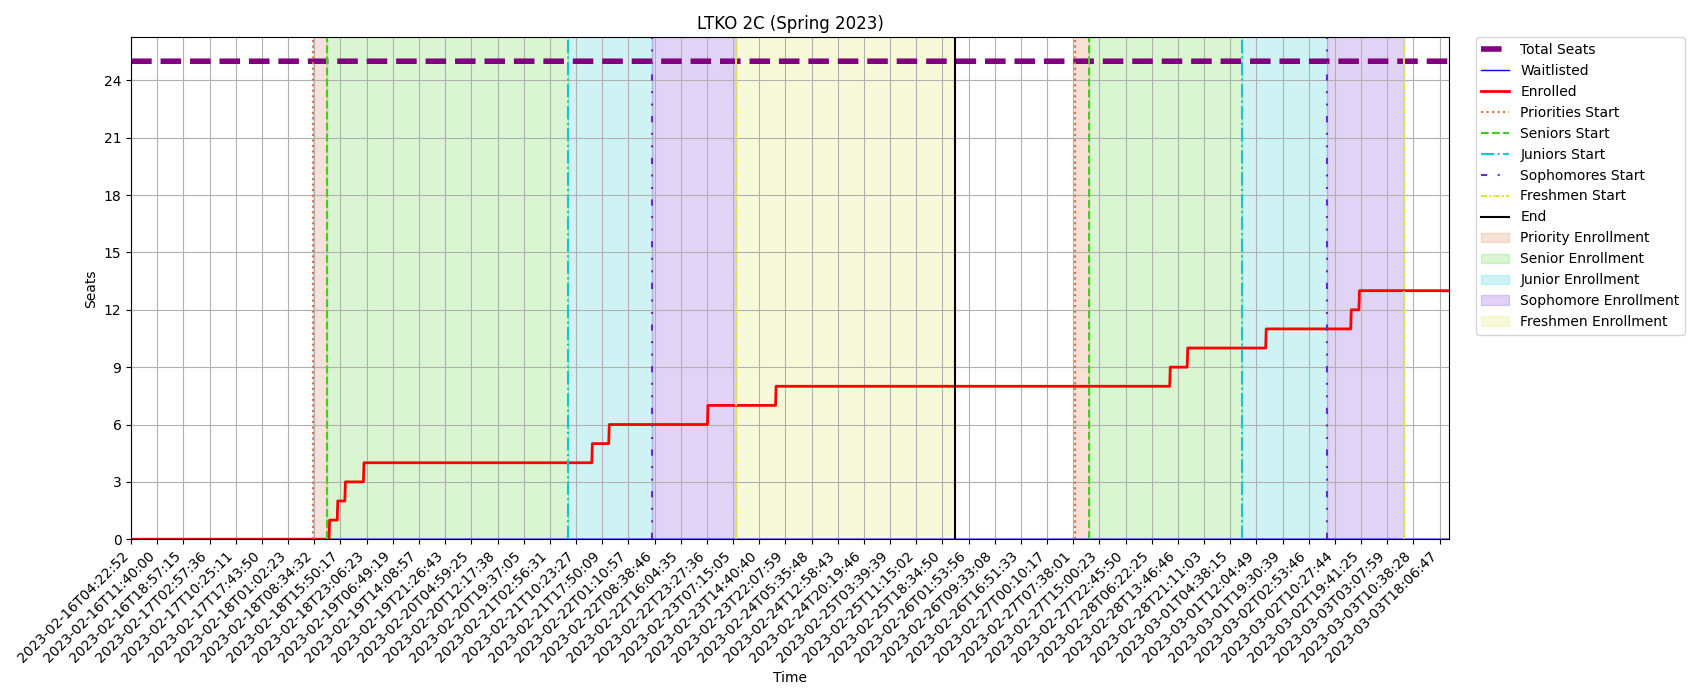 LTKO 2C (Spring 2023)
Seats
24
21
18
15
12
9
6
3
0
2023-02-16T04:22:52
2023-02-16T11:40:00
2023-02-16T18:57:15
2023-02-17T02:57:36
2023-02-17T10:25:11
2023-02-17T17:43:50
2023-02-18T01:02:23
2023-02-18T08:34:32
2023-02-18T15:50:17
2023-02-18T23:06:23
2023-02-19T06:49:19
2023-02-19T14:08:57
2023-02-19T21:26:43
2023-02-20T04:59:25
2023-02-20T12:17:38
2023-02-20T19:37:05
2023-02-21T02:56:31
2023-02-21T10:23:27
2023-02-21T17:50:09
2023-02-22T01:10:57
2023-02-22T08:38:46
2023-02-22T16:04:35
2023-02-22T23:27:36
2023-02-23T07:15:05
2023-02-23T14:40:40
2023-02-23T22:07:59
2023-02-24T05:35:48
2023-02-24T12:58:43
2023-02-24T20:19:46
2023-02-25T03:39:39
2023-02-25T11:15:02
2023-02-25T18:34:50
2023-02-26T01:53:56
2023-02-26T09:33:08
2023-02-26T16:51:33
2023-02-27T00:10:17
2023-02-27T07:38:01
2023-02-27T15:00:23
2023-02-27T22:45:50
2023-02-28T06:22:25
2023-02-28T13:46:46
2023-02-28T21:11:03
2023-03-01T04:38:15
2023-03-01T12:04:49
2023-03-01T19:30:39
2023-03-02T02:53:46
2023-03-02T10:27:44
2023-03-02T19:41:25
2023-03-03T03:07:59
2023-03-03T10:38:28
2023-03-03T18:06:47
Time
Total Seats
Waitlisted
Enrolled
Priorities Start
Seniors Start
Juniors Start
Sophomores Start
Freshmen Start
End
Priority Enrollment
Senior Enrollment
Junior Enrollment
Sophomore Enrollment
Freshmen Enrollment